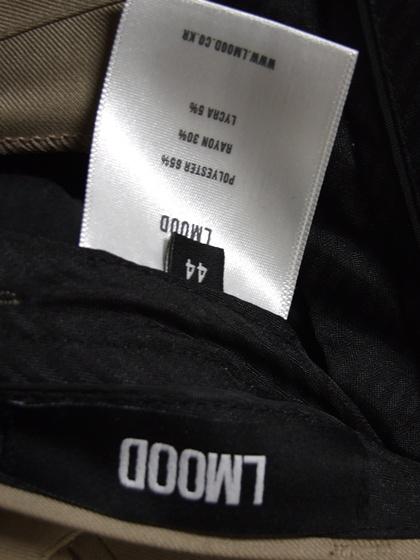 LMOOD
44
LMOOD
POLYESTER 65%
RAYON 30%
LYCRA 5%
WWW.LMOOD.CO.KR